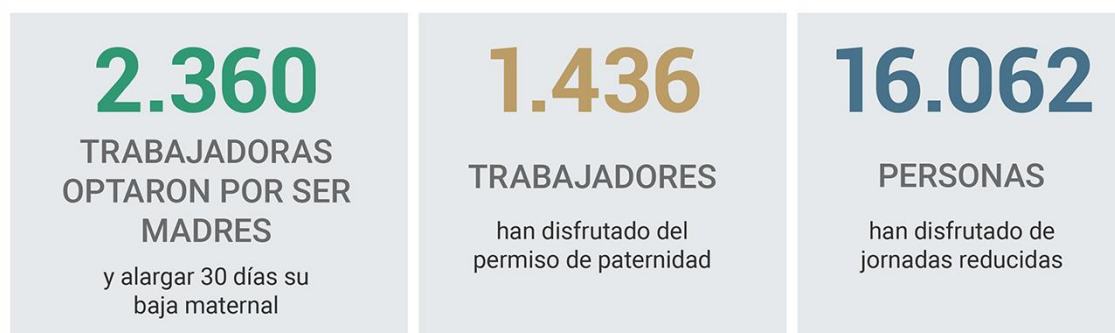 2.360
TRABAJADORAS
OPTARON POR SER
MADRES
y alargar 30 días su
baja maternal
1.436
TRABAJADORES
han disfrutado del
permiso de paternidad
16.062
PERSONAS
han disfrutado de
jornadas reducidas